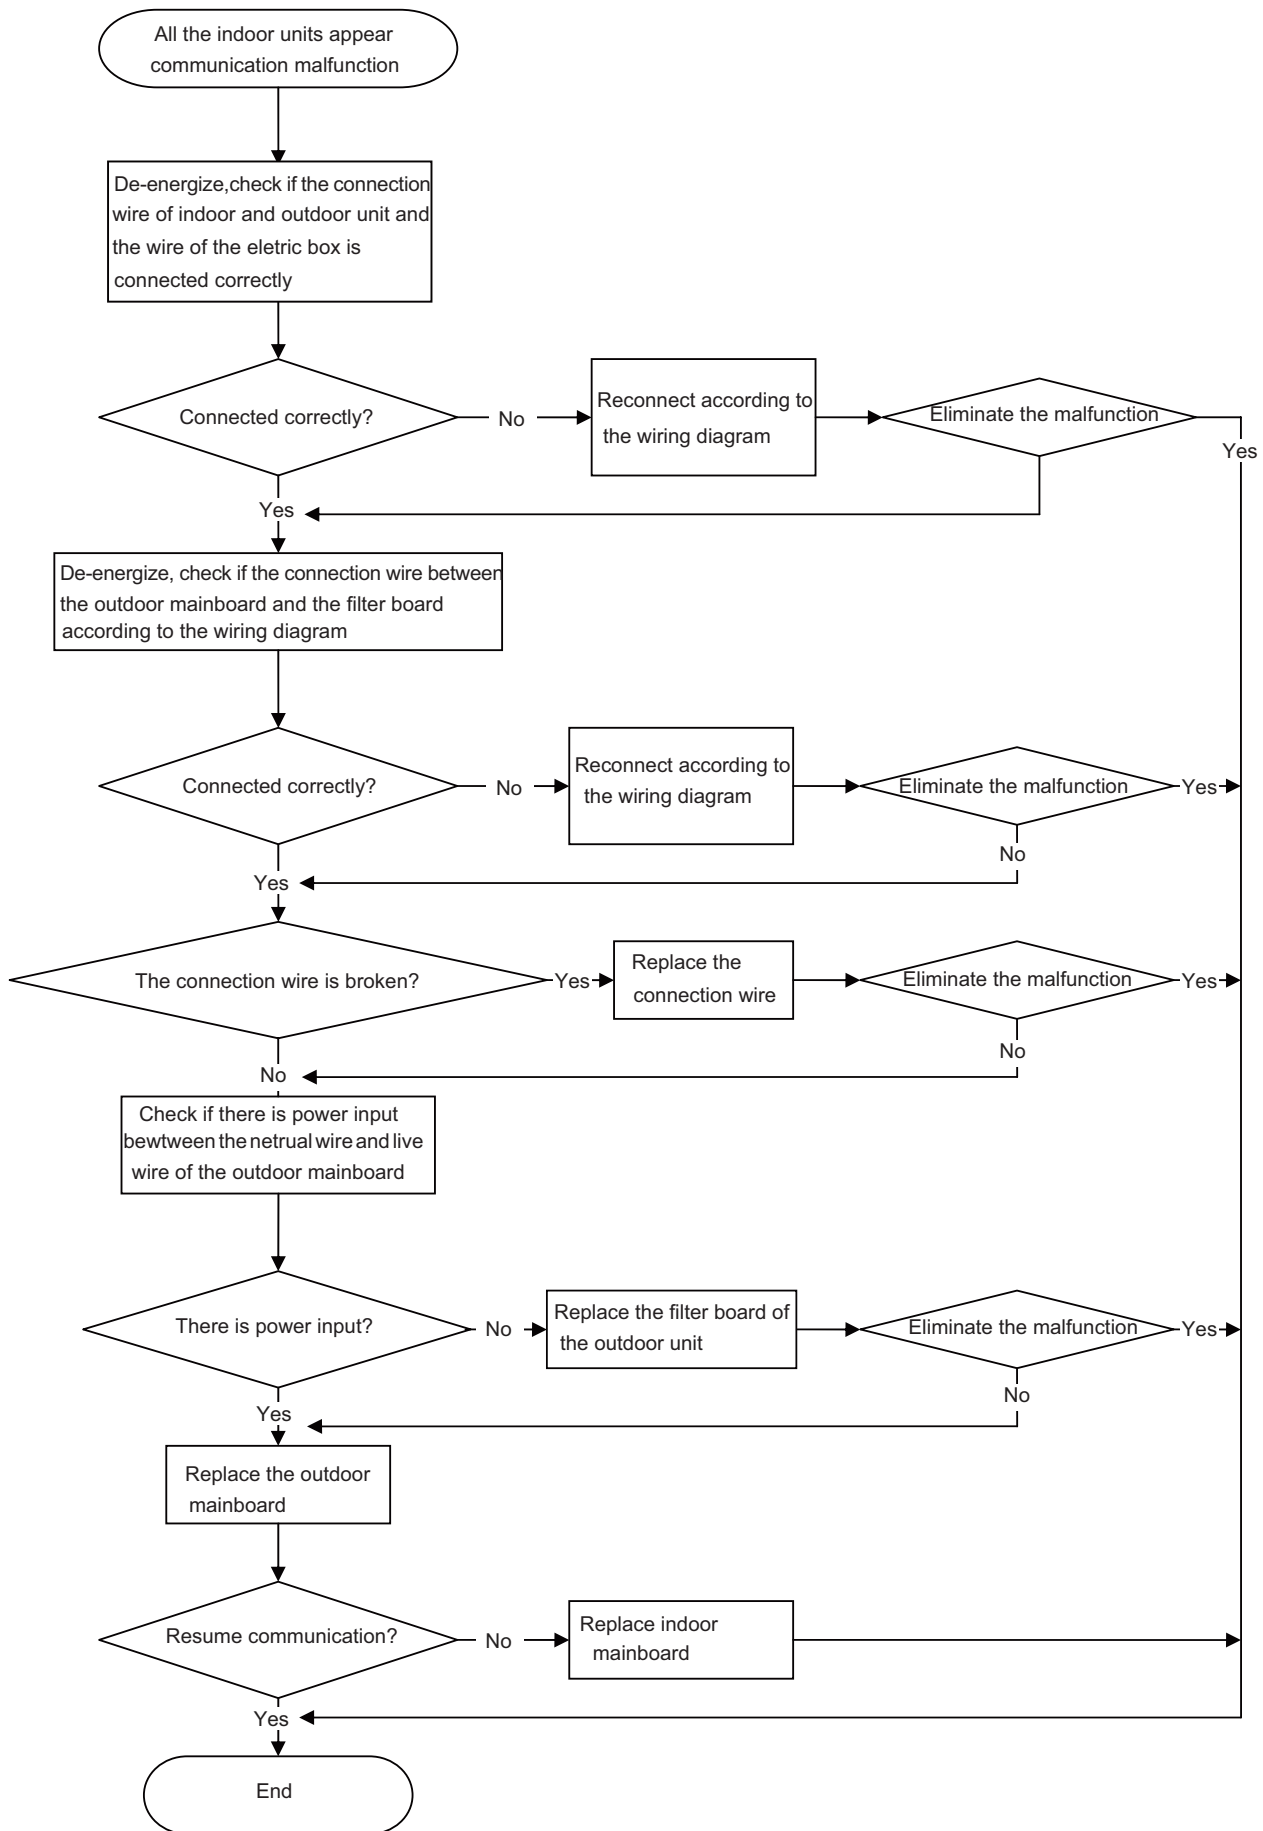 All the indoor units appear
communication malfunction
De-energize,check if the connection
wire of indoor and outdoor unit and
the wire of the eletric box is
connected correctly
Connected correctly?
No
Reconnect according to
the wiring diagram
Eliminate the malfunction
Yes
Yes
De-energize, check if the connection wire between
the outdoor mainboard and the filter board
according to the wiring diagram
Connected correctly?
No
Reconnect according to
the wiring diagram
Eliminate the malfunction
Yes
No
Yes
The connection wire is broken?
Yes
Replace the
connection wire
Eliminate the malfunction
Yes
No
No
Check if there is power input
bewtween the netrual wire and live
wire of the outdoor mainboard
There is power input?
No
Replace the filter board of
the outdoor unit
Eliminate the malfunction
Yes
No
Yes
Replace the outdoor
mainboard
Resume communication?
No
Replace indoor
mainboard
Yes
End